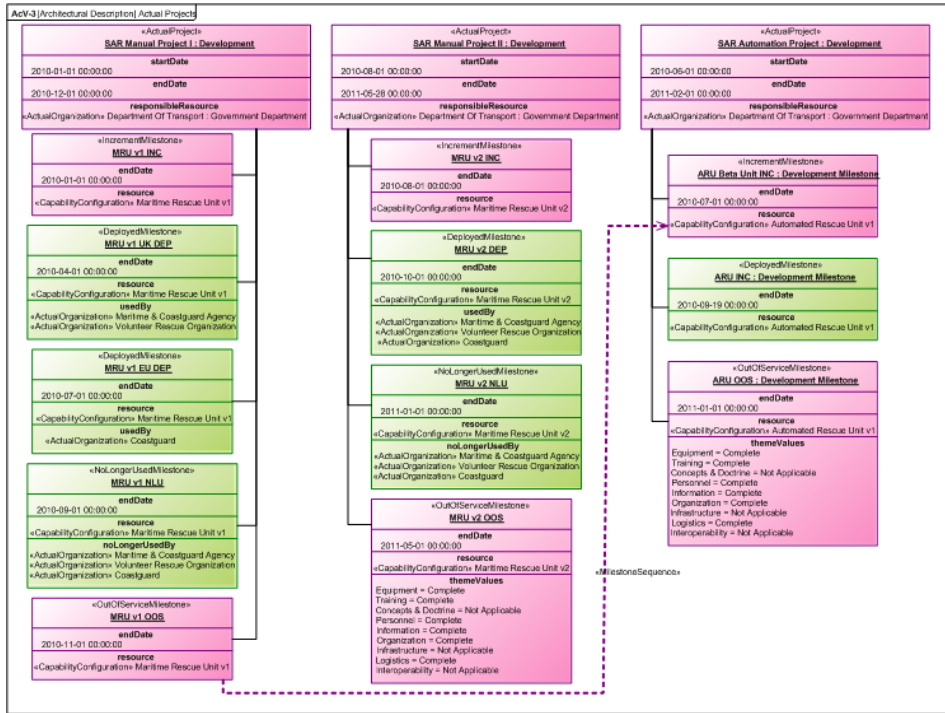 AcV-3 [Architectural Description] Actual Projects
«ActualProject»
SAR Manual Project I : Development
startDate
2010-01-01 00:00:00
endDate
2010-12-01 00:00:00
responsibleResource
«ActualOrganization» Department Of Transport : Government Department
«IncrementMilestone»
MRU v1 INC
endDate
2010-01-01 00:00:00
resource
«CapabilityConfiguration» Maritime Rescue Unit v1
«DeployedMilestone»
MRU v1 UK DEP
endDate
2010-04-01 00:00:00
resource
«CapabilityConfiguration» Maritime Rescue Unit v1
usedBy
«ActualOrganization» Maritime & Coastguard Agency
«ActualOrganization» Volunteer Rescue Organization
«DeployedMilestone»
MRU v1 EU DEP
endDate
2010-07-01 00:00:00
resource
«CapabilityConfiguration» Maritime Rescue Unit v1
usedBy
«ActualOrganization» Coastguard
«NoLongerUsedMilestone»
MRU v1 NLU
endDate
2010-09-01 00:00:00
resource
«CapabilityConfiguration» Maritime Rescue Unit v1
noLongerUsedBy
«ActualOrganization» Maritime & Coastguard Agency
«ActualOrganization» Volunteer Rescue Organization
«ActualOrganization» Coastguard
«OutOfServiceMilestone»
MRU v1 OOS
endDate
2010-11-01 00:00:00
resource
«CapabilityConfiguration» Maritime Rescue Unit v1
«ActualProject»
SAR Manual Project II : Development
startDate
2010-08-01 00:00:00
endDate
2011-05-28 00:00:00
responsibleResource
«ActualOrganization» Department Of Transport : Government Department
«IncrementMilestone»
MRU v2 INC
endDate
2010-08-01 00:00:00
resource
«CapabilityConfiguration» Maritime Rescue Unit v2
«DeployedMilestone»
MRU v2 DEP
endDate
2010-10-01 00:00:00
resource
«CapabilityConfiguration» Maritime Rescue Unit v2
usedBy
«ActualOrganization» Maritime & Coastguard Agency
«ActualOrganization» Volunteer Rescue Organization
«ActualOrganization» Coastguard
«NoLongerUsedMilestone»
MRU v2 NLU
endDate
2011-01-01 00:00:00
resource
«CapabilityConfiguration» Maritime Rescue Unit v2
noLongerUsedBy
«ActualOrganization» Maritime & Coastguard Agency
«ActualOrganization» Volunteer Rescue Organization
«ActualOrganization» Coastguard
«OutOfServiceMilestone»
MRU v2 OOS
endDate
2011-05-01 00:00:00
resource
«CapabilityConfiguration» Maritime Rescue Unit v2
themeValues
Equipment = Complete
Training = Complete
Concepts & Doctrine = Not Applicable
Personnel = Complete
Information = Complete
Organization = Complete
Infrastructure = Not Applicable
Logistics = Complete
Interoperability = Not Applicable
«ActualProject»
SAR Automation Project : Development
startDate
2010-06-01 00:00:00
endDate
2011-02-01 00:00:00
responsibleResource
«ActualOrganization» Department Of Transport : Government Department
«IncrementMilestone»
ARU Beta Unit INC : Development Milestone
endDate
2010-07-01 00:00:00
resource
«CapabilityConfiguration» Automated Rescue Unit v1
«DeployedMilestone»
ARU INC : Development Milestone
endDate
2010-09-19 00:00:00
resource
«CapabilityConfiguration» Automated Rescue Unit v1
«OutOfServiceMilestone»
ARU OOS : Development Milestone
endDate
2011-01-01 00:00:00
resource
«CapabilityConfiguration» Automated Rescue Unit v1
themeValues
Equipment = Complete
Training = Complete
Concepts & Doctrine = Not Applicable
Personnel = Complete
Information = Complete
Organization = Complete
Infrastructure = Not Applicable
Logistics = Complete
Interoperability = Not Applicable
«MilestoneSequence»